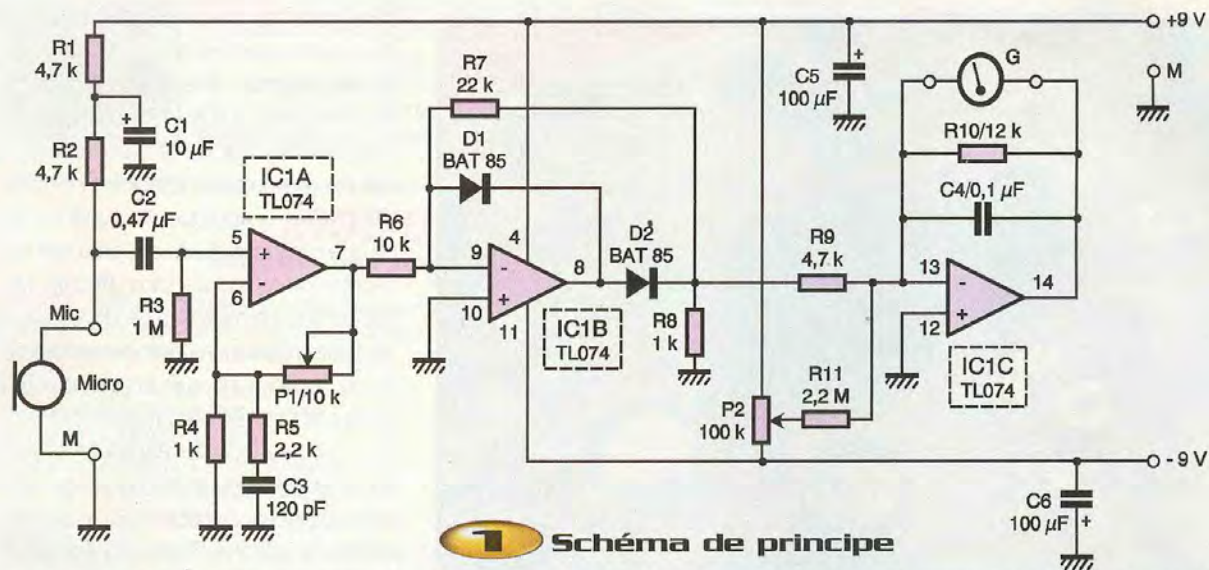 R1
4,7 k
C1
10 µF
R2
4,7 k
C2
0,47 µF
IC1A
TL074
5
+
6
-
7
R3
1 M
Mic
Micro
M
P1/10 k
R4
1 k
R5
2,2 k
C3
120 pF
R6
10 k
R7
22 k
D1
BAT 85
9
-
10
+
4
11
8
IC1B
TL074
D2
BAT 85
R8
1 k
C5
100 µF
+
R9
4,7 k
P2
100 k
R11
2,2 M
G
R10/12 k
C4/0,1 µF
13
-
12
+
14
IC1C
TL074
+9 V
M
- 9 V
C6
100 µF
+
1 Schéma de principe